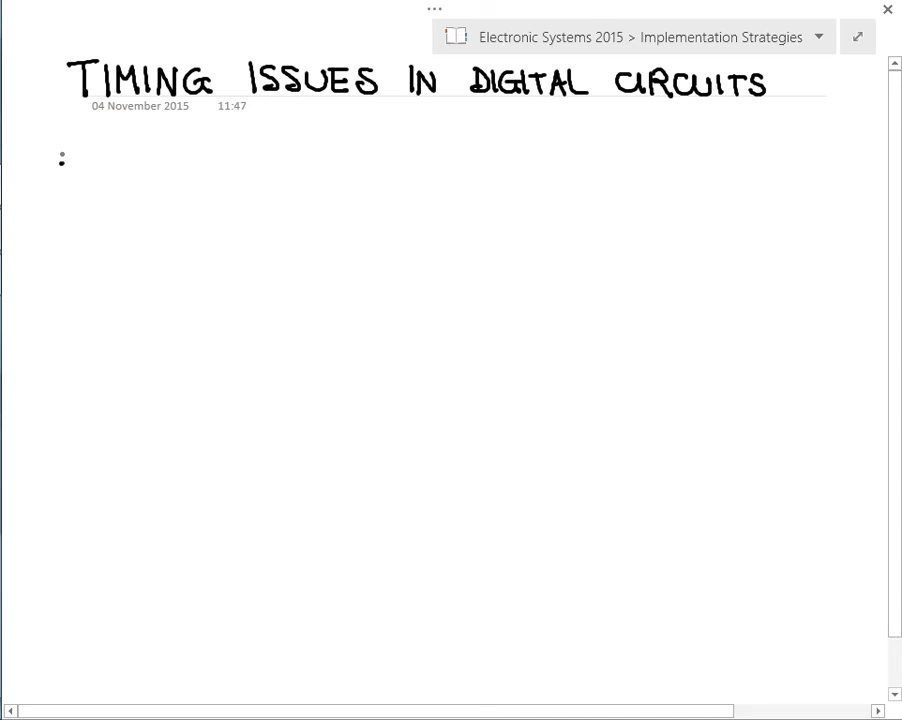 Electronic Systems 2015 > Implementation Strategies
TIMING ISSUES IN DIGITAL CIRCUITS
04 November 2015 11:47
: